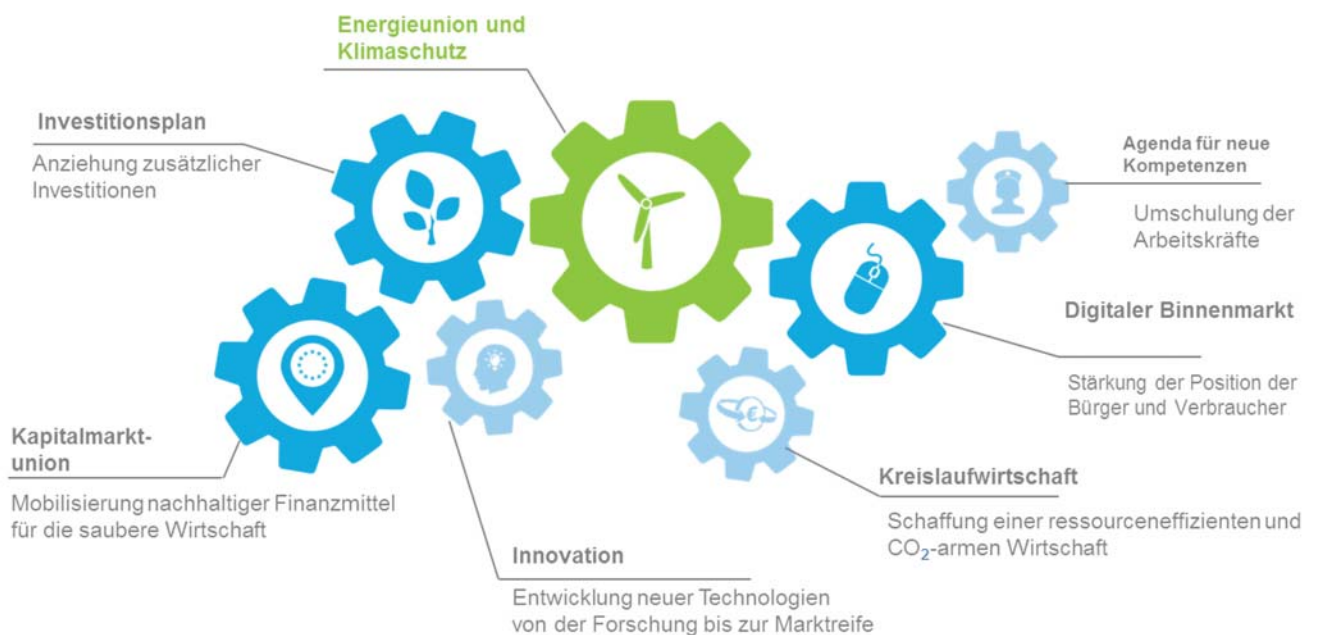 Energieunion und
Klimaschutz
Investitionsplan
Anziehung zusätzlicher
Investitionen
Agenda für neue
Kompetenzen
Umschulung der
Arbeitskräfte
Digitaler Binnenmarkt
Stärkung der Position der
Bürger und Verbraucher
Kapitalmarkt-
union
Mobilisierung nachhaltiger Finanzmittel
für die saubere Wirtschaft
Kreislaufwirtschaft
Schaffung einer ressourceneffizienten und
CO₂-armen Wirtschaft
Innovation
Entwicklung neuer Technologien
von der Forschung bis zur Marktreife